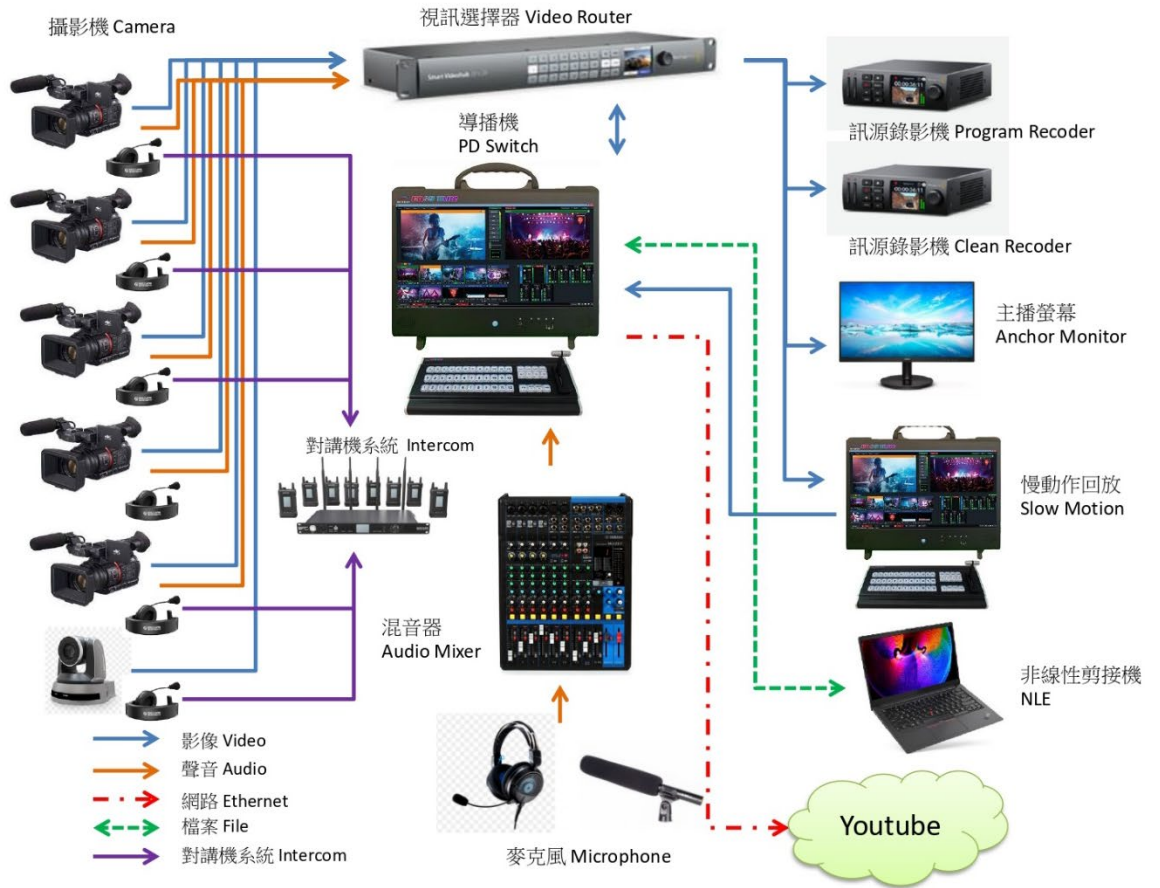 攝影機 Camera
視訊選擇器 Video Router
Smart Videohub
導播機
PD Switch
訊源錄影機 Program Recoder
訊源錄影機 Clean Recoder
主播螢幕
Anchor Monitor
對講機系統 Intercom
慢動作回放
Slow Motion
混音器
Audio Mixer
非線性剪接機
NLE
影像 Video
聲音 Audio
網路 Ethernet
檔案 File
對講機系統 Intercom
麥克風 Microphone
Youtube